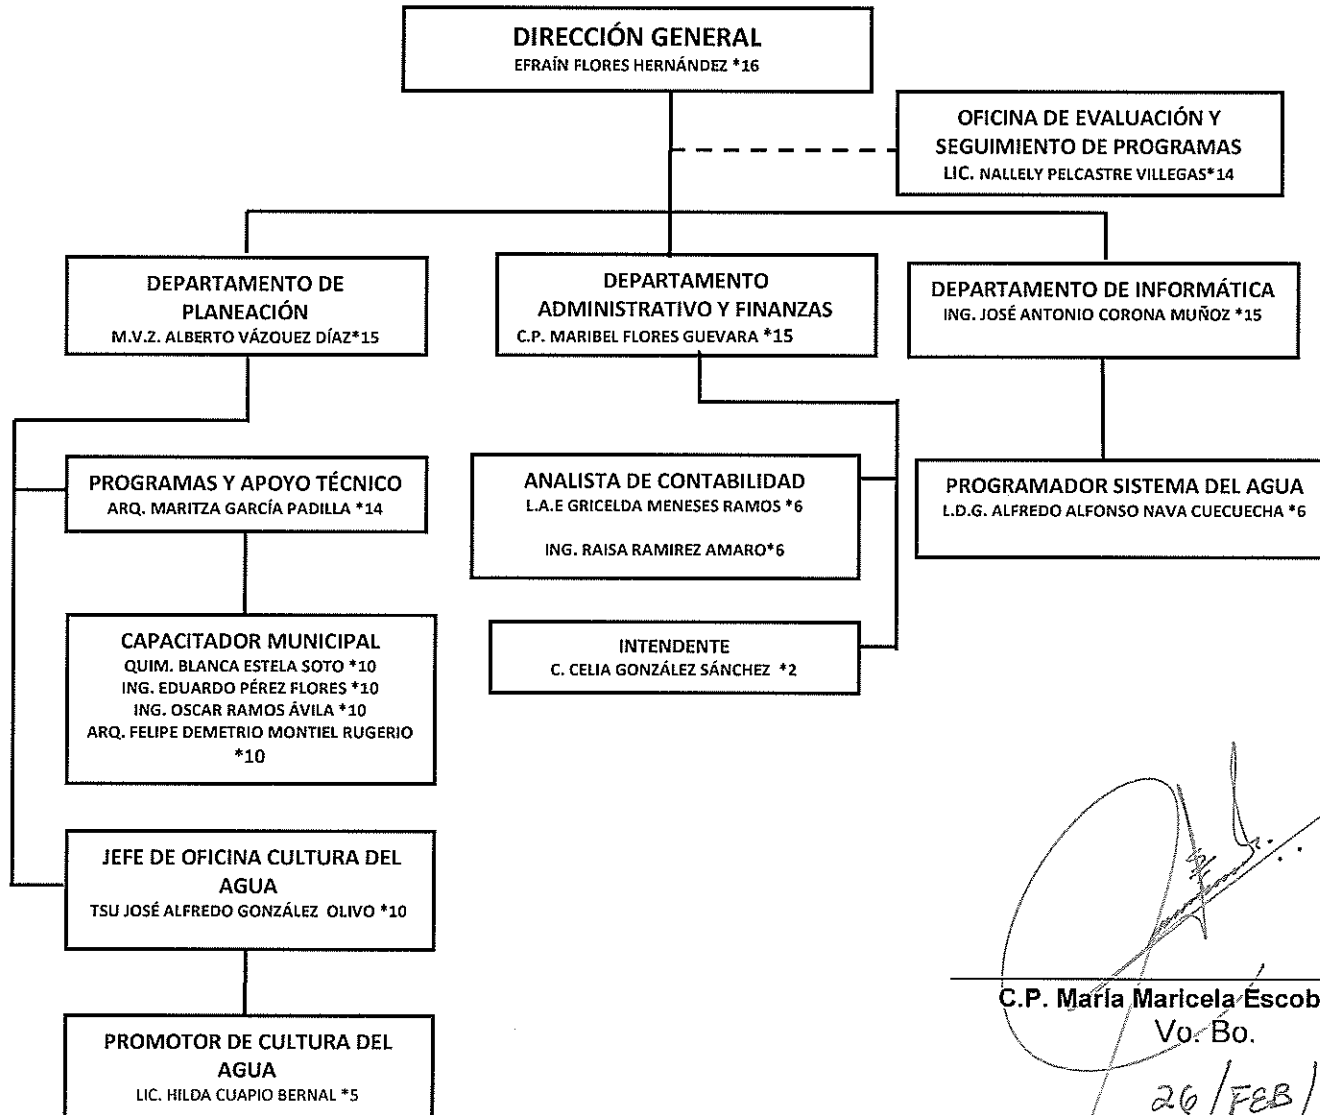 DIRECCIÓN GENERAL
EFRAÍN FLORES HERNÁNDEZ *16
OFICINA DE EVALUACIÓN Y
SEGUIMIENTO DE PROGRAMAS
LIC. NALLELY PELCASTRE VILLEGAS*14
DEPARTAMENTO DE
PLANEACIÓN
M.V.Z. ALBERTO VÁZQUEZ DÍAZ*15
DEPARTAMENTO
ADMINISTRATIVO Y FINANZAS
C.P. MARIBEL FLORES GUEVARA *15
DEPARTAMENTO DE INFORMÁTICA
ING. JOSÉ ANTONIO CORONA MUÑOZ *15
PROGRAMAS Y APOYO TÉCNICO
ARQ. MARITZA GARCÍA PADILLA *14
ANALISTA DE CONTABILIDAD
L.A.E GRICELDA MENESES RAMOS *6
ING. RAISA RAMIREZ AMARO*6
PROGRAMADOR SISTEMA DEL AGUA
L.D.G. ALFREDO ALFONSO NAVA CUECUECHA *6
CAPACITADOR MUNICIPAL
QUIM. BLANCA ESTELA SOTO *10
ING. EDUARDO PÉREZ FLORES *10
ING. OSCAR RAMOS ÁVILA *10
ARQ. FELIPE DEMETRIO MONTIEL RUGERIO
*10
INTENDENTE
C. CELIA GONZÁLEZ SÁNCHEZ *2
JEFE DE OFICINA CULTURA DEL
AGUA
TSU JOSÉ ALFREDO GONZÁLEZ OLIVO *10
PROMOTOR DE CULTURA DEL
AGUA
LIC. HILDA CUAPIO BERNAL *5
C.P. María Maricela Escob
Vo. Bo.
26/FEB/